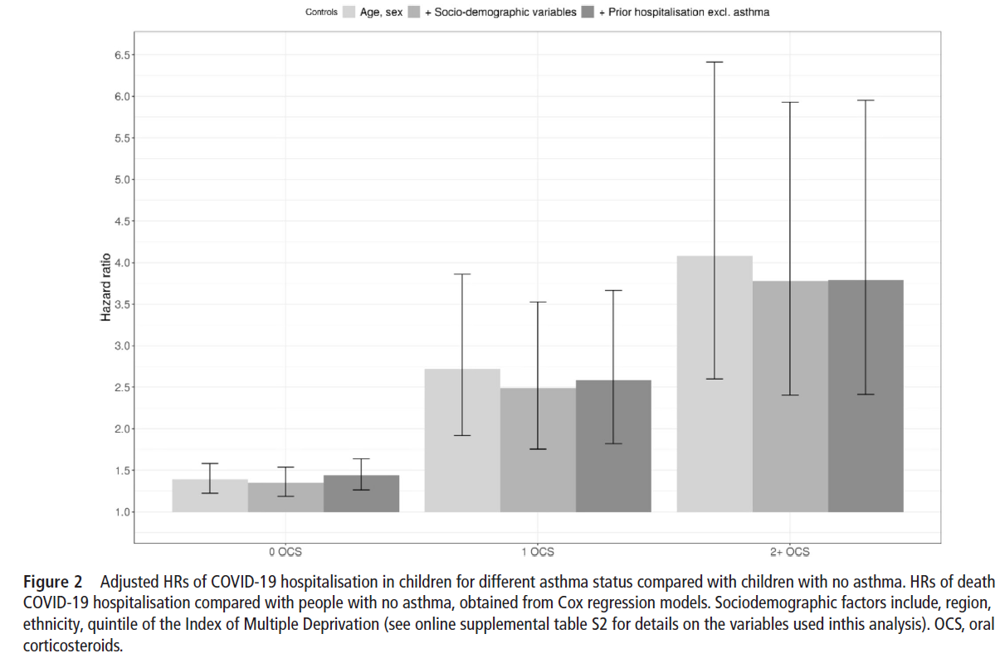 Controls Age, sex + Socio-demographic variables + Prior hospitalisation excl. asthma
6.5
6.0
5.5
5.0
4.5
4.0
3.5
3.0
2.5
2.0
1.5
1.0
Hazard ratio
0 OCS 1 OCS 2+ OCS
Figure 2 Adjusted HRs of COVID-19 hospitalisation in children for different asthma status compared with children with no asthma. HRs of death
COVID-19 hospitalisation compared with people with no asthma, obtained from Cox regression models. Sociodemographic factors include, region,
ethnicity, quintile of the Index of Multiple Deprivation (see online supplemental table S2 for details on the variables used inthis analysis). OCS, oral
corticosteroids.